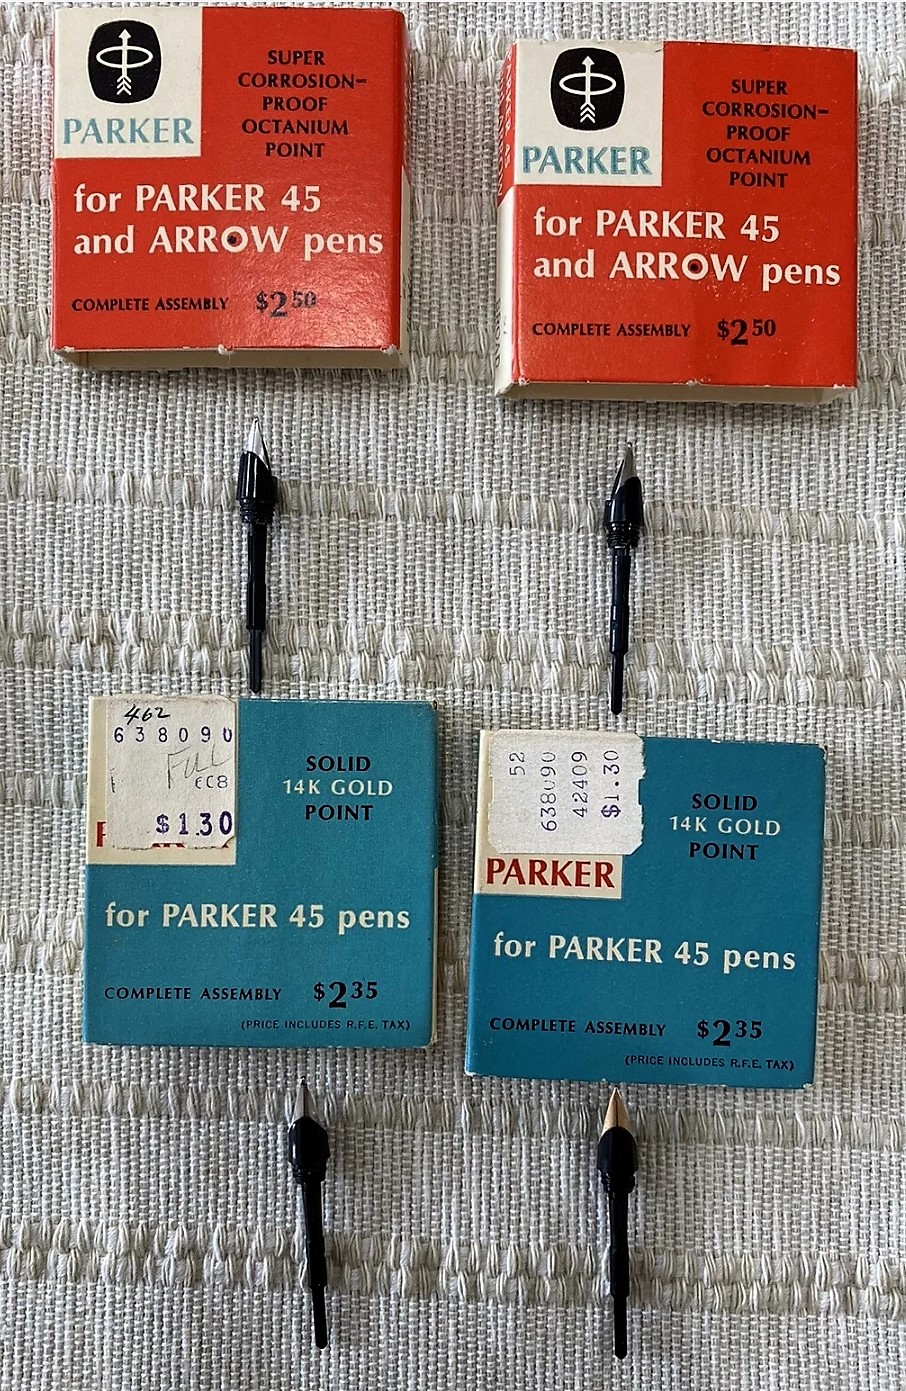 PARKER
SUPER
CORROSION-
PROOF
OCTANIUM
POINT
for PARKER 45
and ARROW pens
COMPLETE ASSEMBLY $2.50
PARKER
SUPER
CORROSION-
PROOF
OCTANIUM
POINT
for PARKER 45
and ARROW pens
COMPLETE ASSEMBLY $2.50
462
638090
CC8
$1.30
SOLID
14K GOLD
POINT
for PARKER 45 pens
COMPLETE ASSEMBLY $2.35
(PRICE INCLUDES R.F.E. TAX)
52
638090
42409
$1.30
PARKER
SOLID
14K GOLD
POINT
for PARKER 45 pens
COMPLETE ASSEMBLY $2.35
(PRICE INCLUDES R.F.E. TAX)